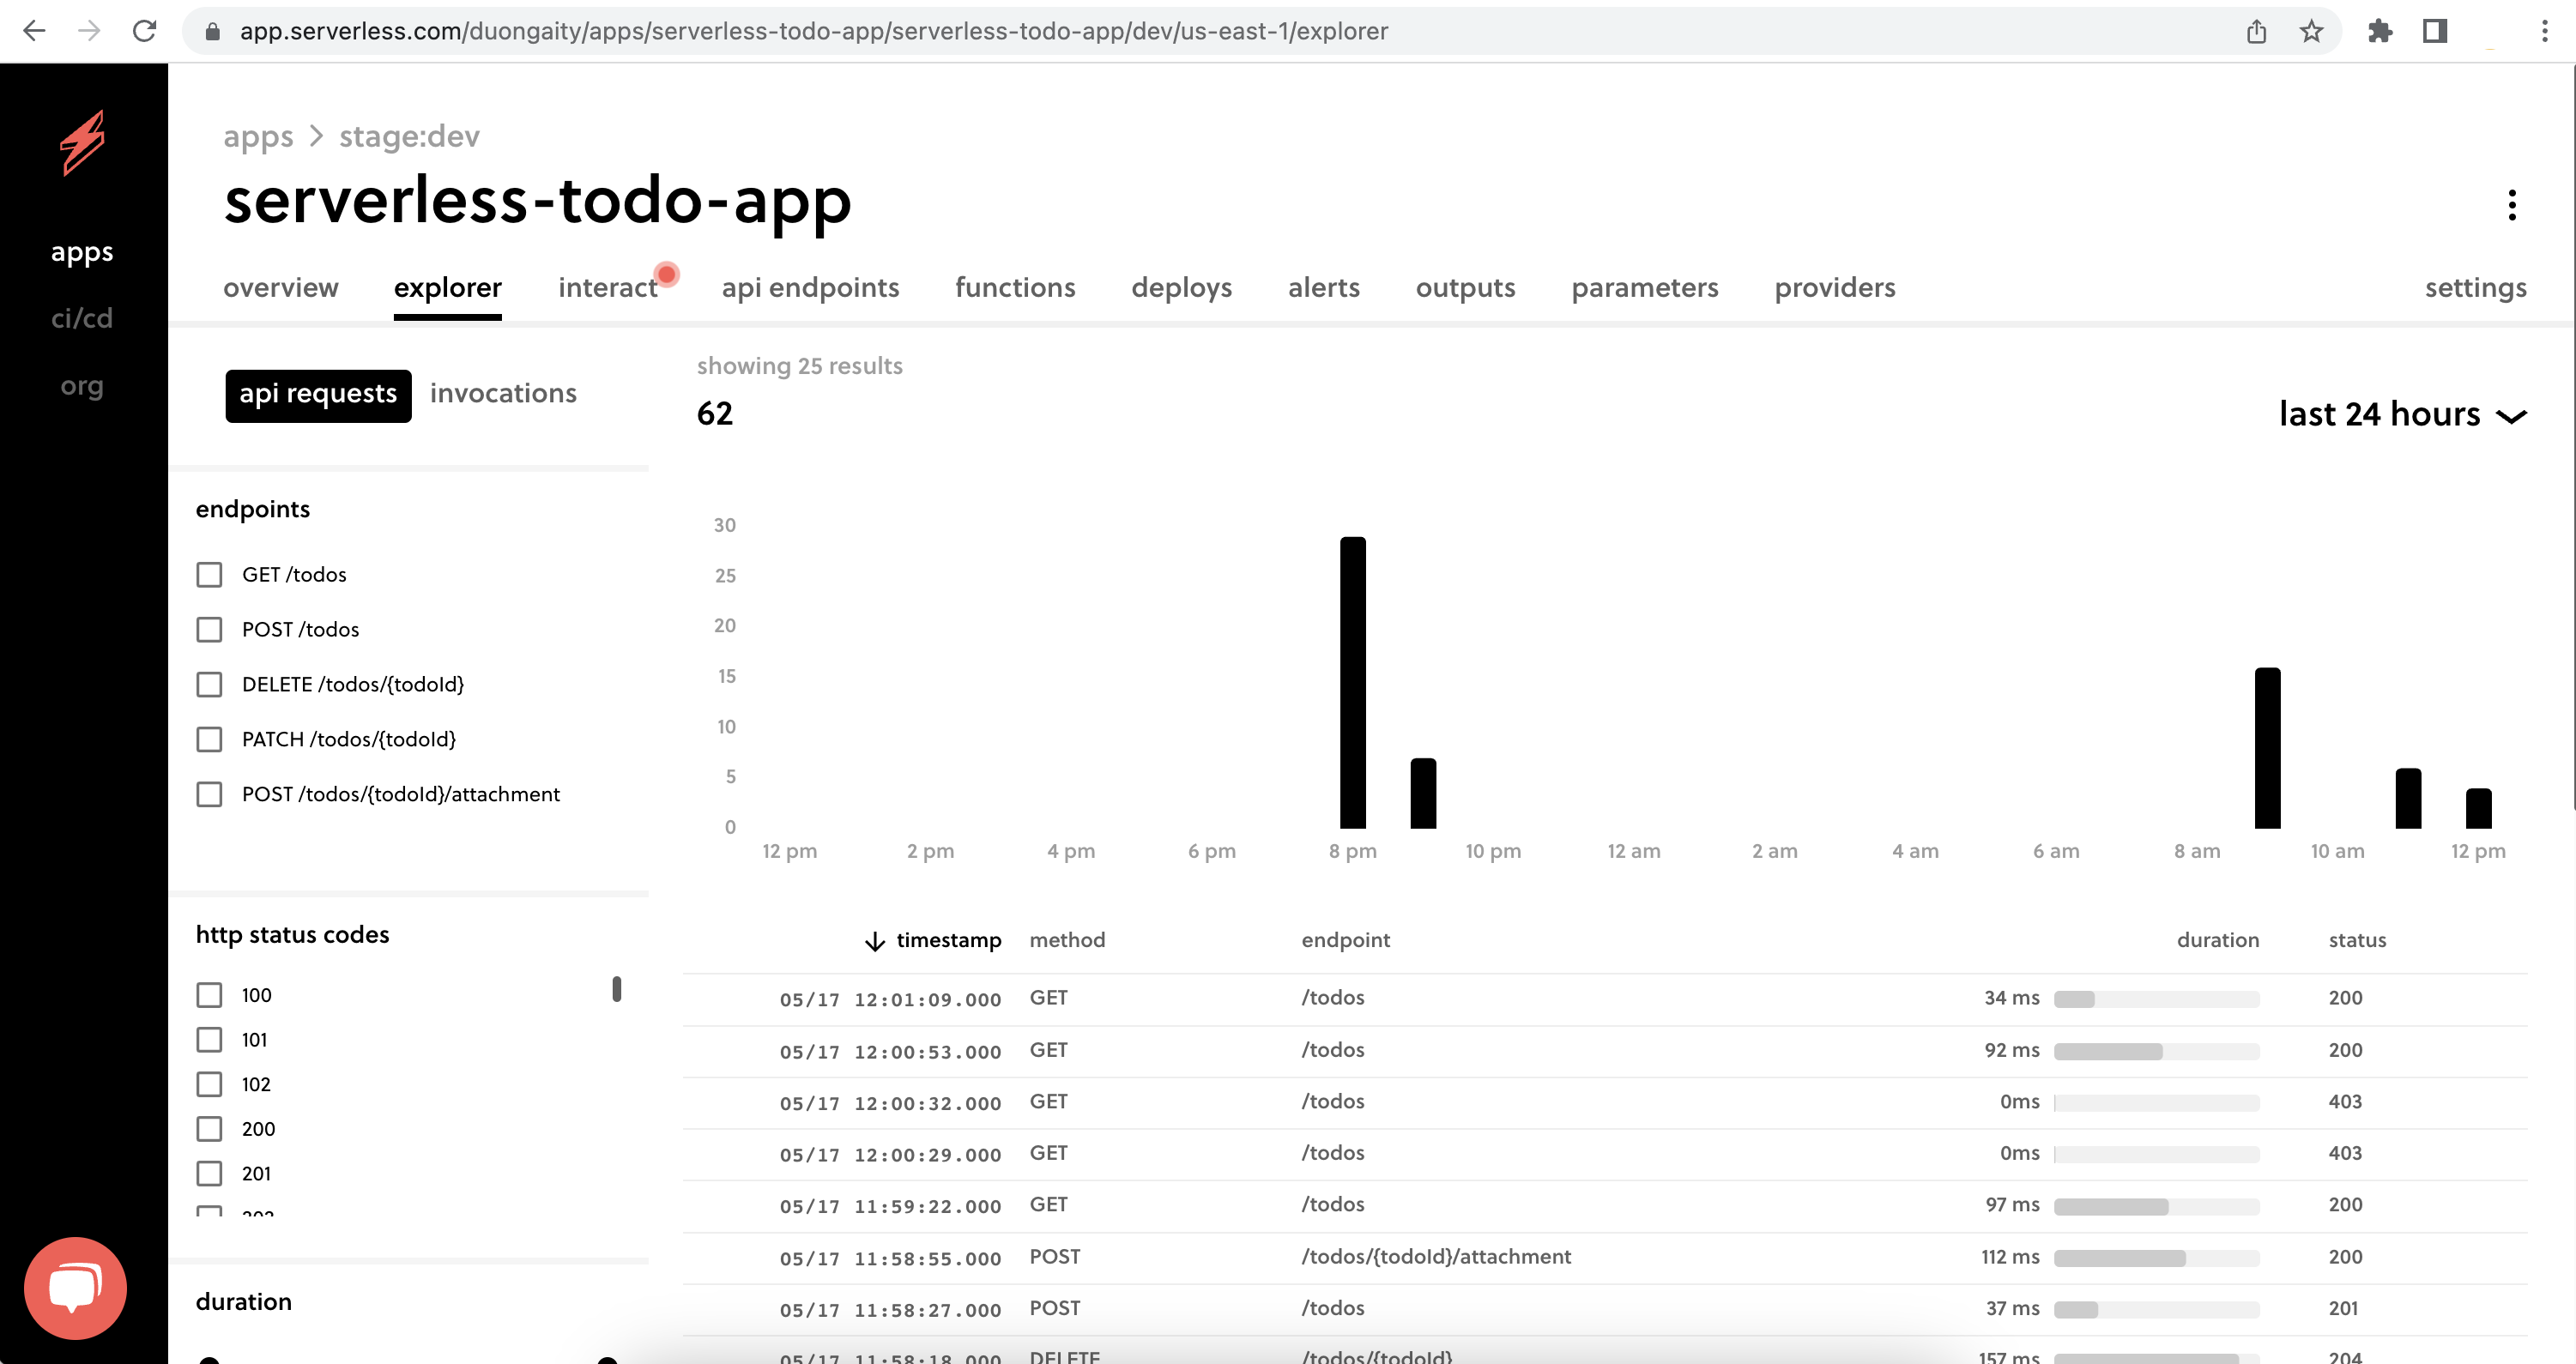 app.serverless.com/duongaity/apps/serverless-todo-app/serverless-todo-app/dev/us-east-1/explorer
apps
ci/cd
org
apps > stage:dev
serverless-todo-app
overview explorer interact api endpoints functions deploys alerts outputs parameters providers settings
api requests invocations
endpoints
GET /todos
POST /todos
DELETE /todos/{todoId}
PATCH /todos/{todoId}
POST /todos/{todoId}/attachment
http status codes
100
101
102
200
201
duration
showing 25 results
62
last 24 hours
30
25
20
15
10
5
0
12 pm 2 pm 4 pm 6 pm 8 pm 10 pm 12 am 2 am 4 am 6 am 8 am 10 am 12 pm
timestamp method endpoint duration status
05/17 12:01:09.000 GET /todos 34 ms 200
05/17 12:00:53.000 GET /todos 92 ms 200
05/17 12:00:32.000 GET /todos 0ms 403
05/17 12:00:29.000 GET /todos 0ms 403
05/17 11:59:22.000 GET /todos 97 ms 200
05/17 11:58:55.000 POST /todos/{todoId}/attachment 112 ms 200
05/17 11:58:27.000 POST /todos 37 ms 201
05/17 11:58:18.000 DELETE /todos/{todoId} 157 ms 204